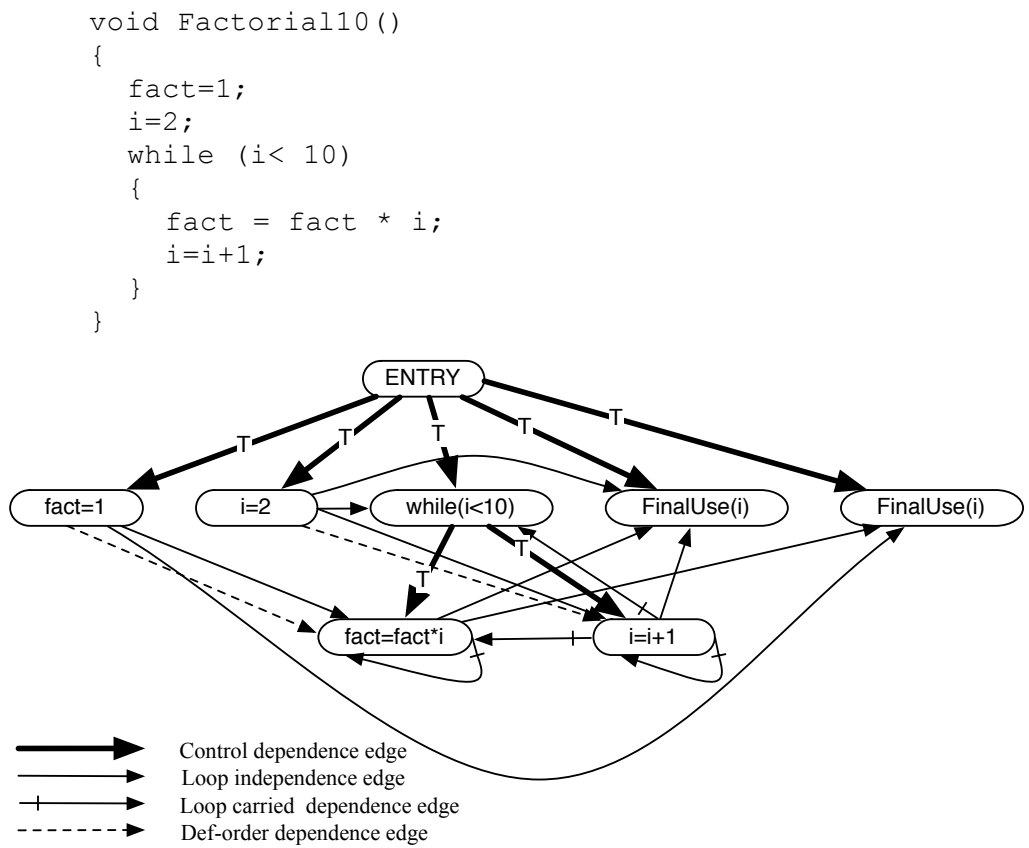 void Factorial10()
{
fact=1;
i=2;
while (i< 10)
{
fact = fact * i;
i=i+1;
}
}
ENTRY
T
T
T
T
T
fact=1
i=2
while(i<10)
FinalUse(i)
FinalUse(i)
T
T
fact=fact*i
i=i+1
Control dependence edge
Loop independence edge
Loop carried dependence edge
Def-order dependence edge